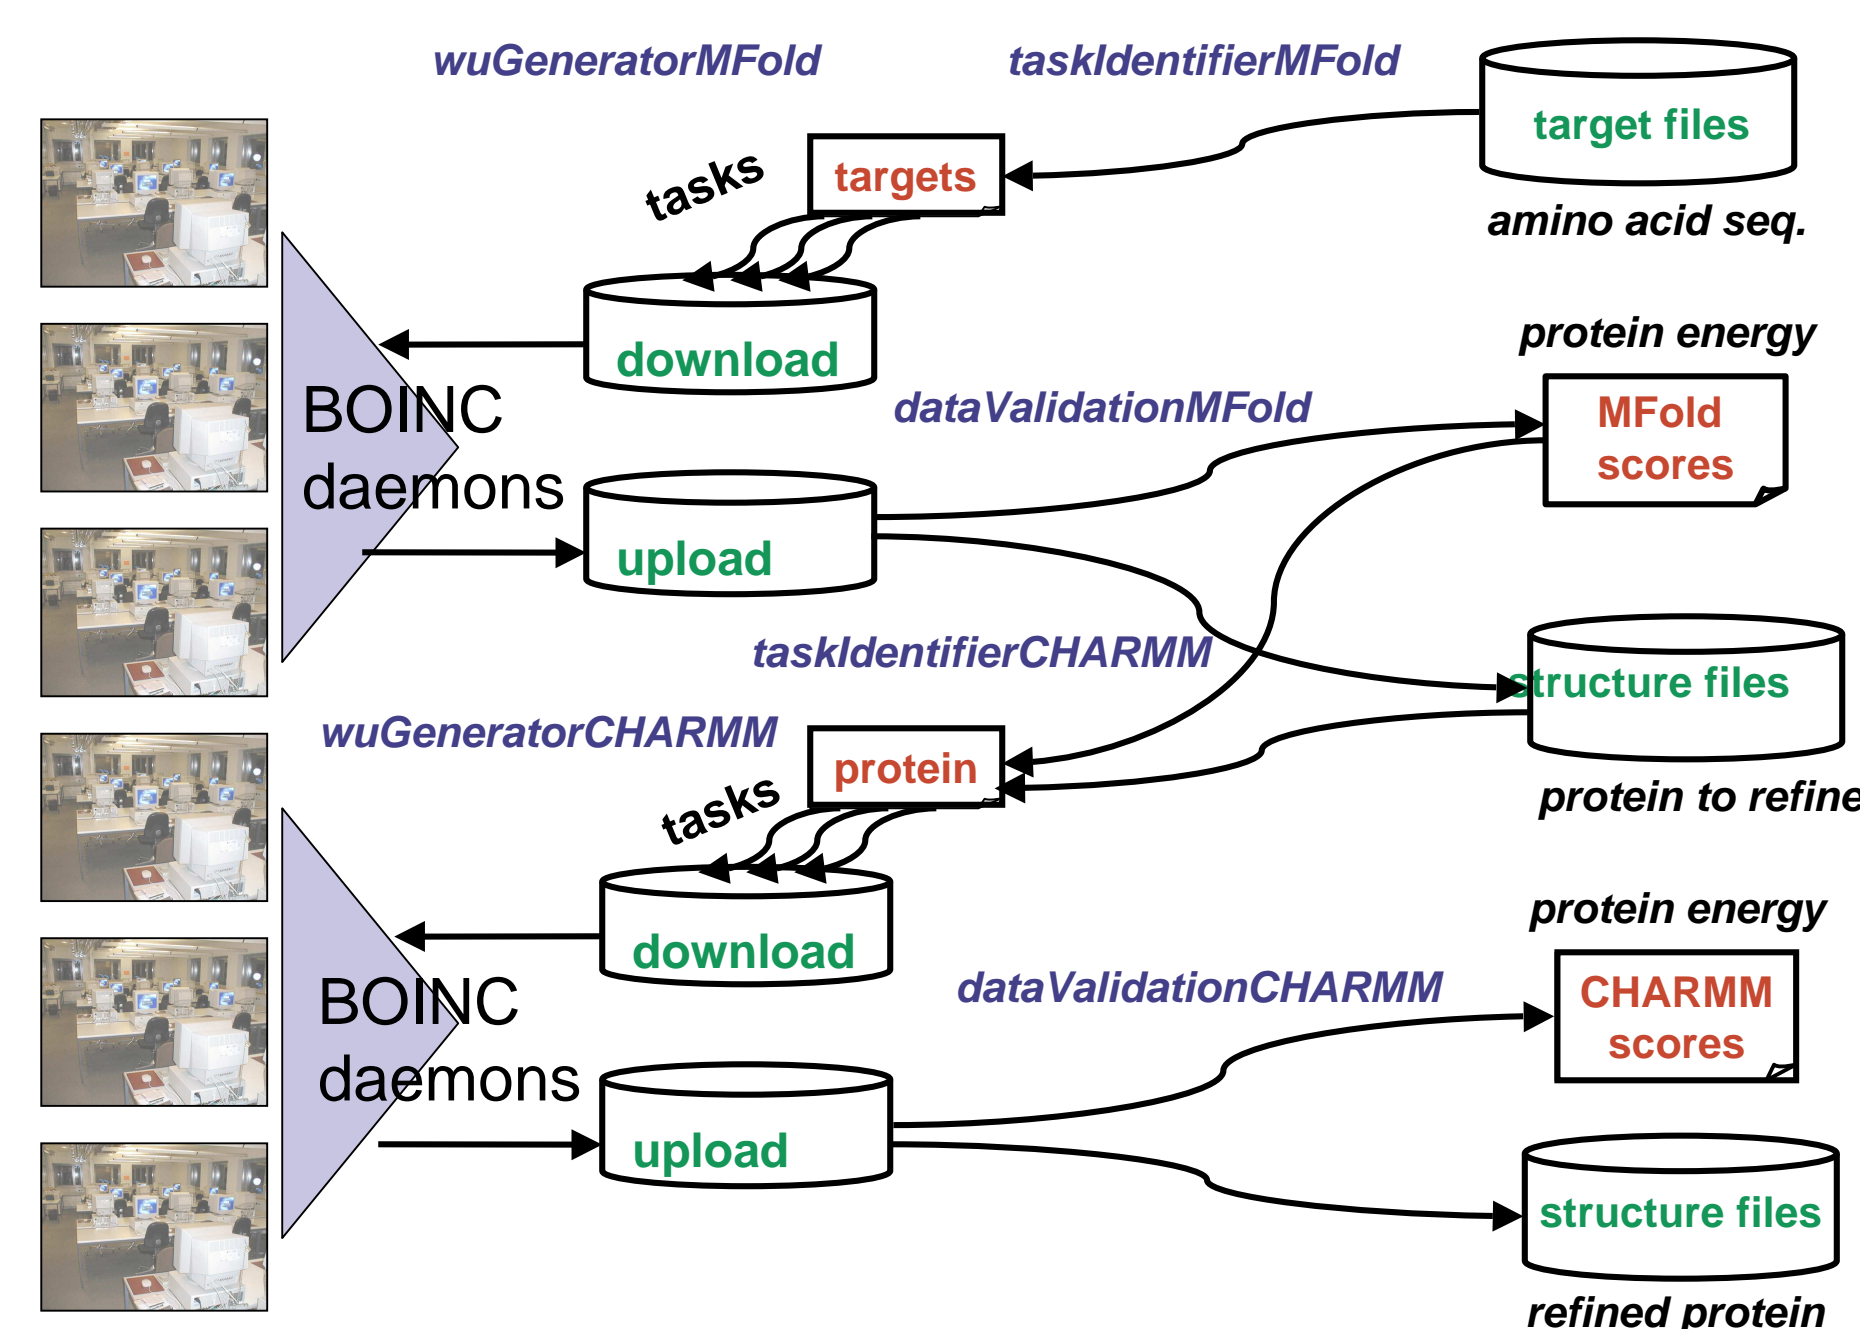 wuGeneratorMFold
taskIdentifierMFold
target files
amino acid seq.
tasks
targets
download
BOINC
daemons
dataValidationMFold
protein energy
MFold
scores
upload
taskIdentifierCHARMM
structure files
protein to refine
wuGeneratorCHARMM
protein
tasks
download
BOINC
daemons
dataValidationCHARMM
protein energy
CHARMM
scores
upload
structure files
refined protein